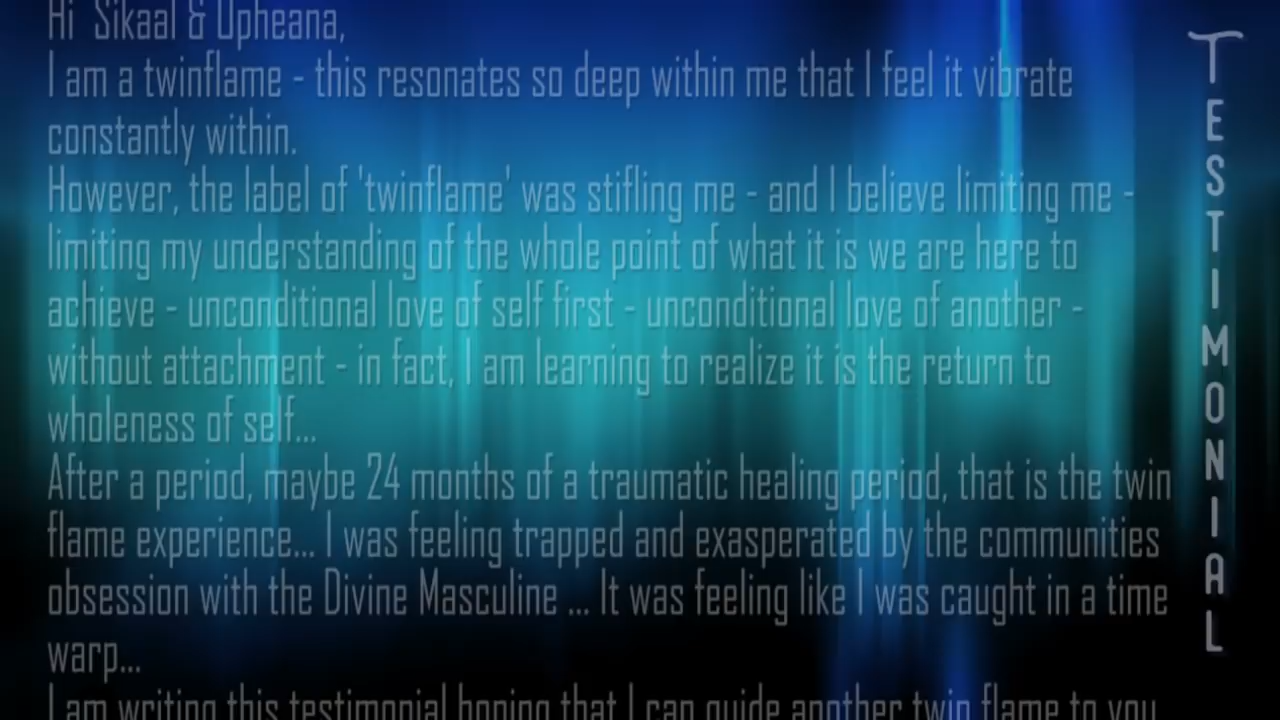 Hi Sikaal & Upheana,
I am a twinflame - this resonates so deep within me that I feel it vibrate
constantly within.
However, the label of 'twinflame' was stifling me - and I believe limiting me -
limiting my understanding of the whole point of what it is we are here to
achieve - unconditional love of self first - unconditional love of another -
without attachment - in fact, I am learning to realize it is the return to
wholeness of self...
After a period, maybe 24 months of a traumatic healing period, that is the twin
flame experience... I was feeling trapped and exasperated by the communities
obsession with the Divine Masculine ... It was feeling like I was caught in a time
warp...
I am writing this testimonial hoping that I can guide another twin flame to you
TESTIMONIAL